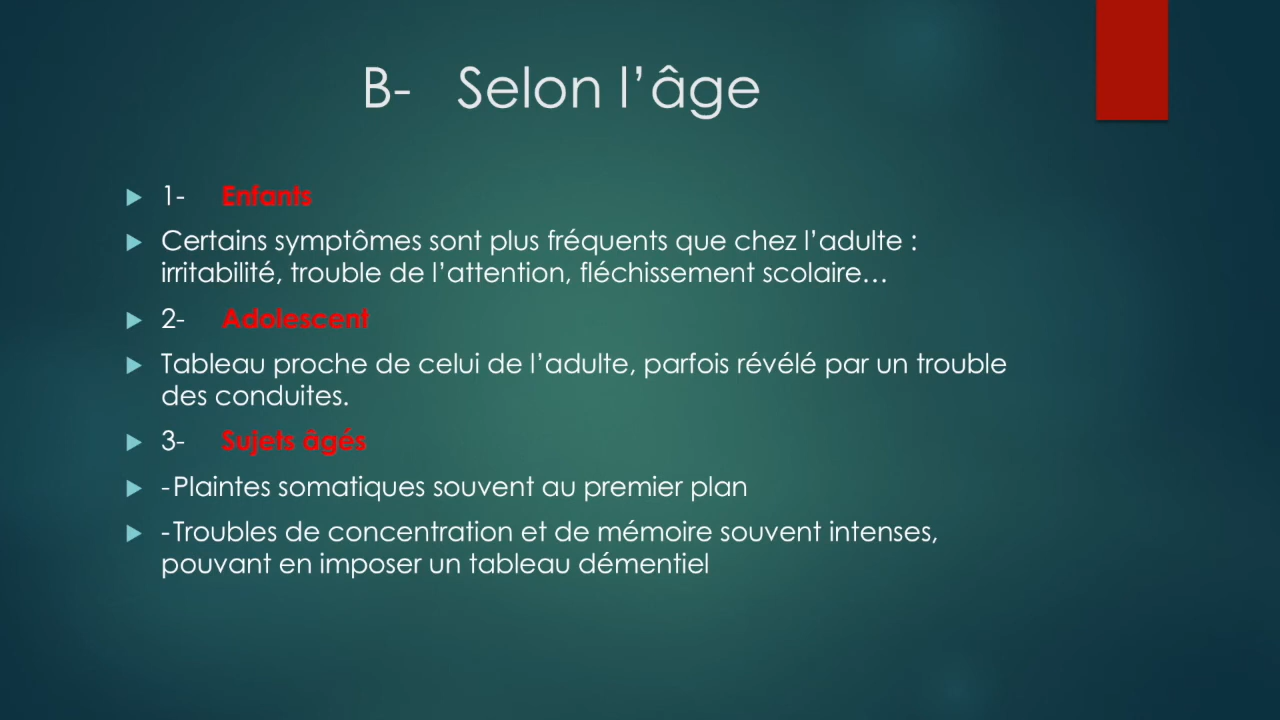 B- Selon l’âge
1- Enfants
Certains symptômes sont plus fréquents que chez l’adulte :
irritabilité, trouble de l’attention, fléchissement scolaire…
2- Adolescent
Tableau proche de celui de l’adulte, parfois révélé par un trouble
des conduites.
3- Sujets âgés
-Plaintes somatiques souvent au premier plan
-Troubles de concentration et de mémoire souvent intenses,
pouvant en imposer un tableau démentiel